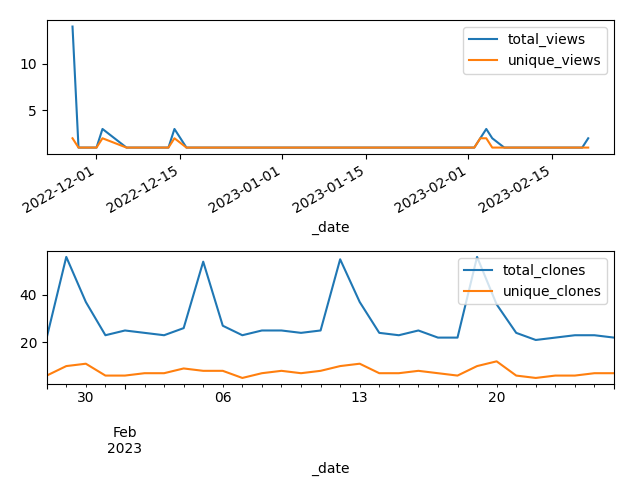 total_views
unique_views
10
5
2022-12-01
2022-12-15
2023-01-01
2023-01-15
2023-02-01
2023-02-15
_date
total_clones
unique_clones
40
20
30
06
13
20
Feb
2023
_date